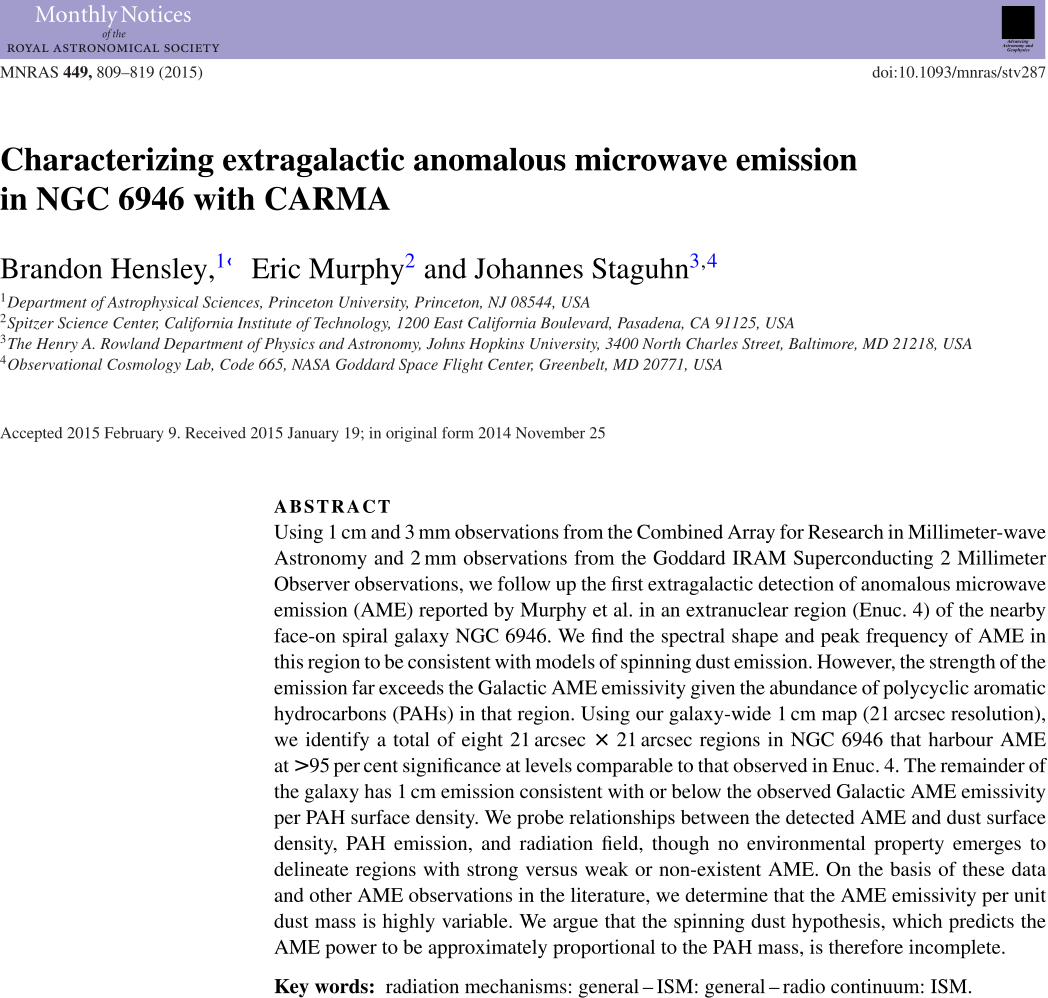 Monthly Notices
of the
ROYAL ASTRONOMICAL SOCIETY
Advancing
Astronomy and
Geophysics
MNRAS 449, 809–819 (2015) doi:10.1093/mnras/stv287
Characterizing extragalactic anomalous microwave emission
in NGC 6946 with CARMA
Brandon Hensley,1‹ Eric Murphy2 and Johannes Staguhn3,4
1Department of Astrophysical Sciences, Princeton University, Princeton, NJ 08544, USA
2Spitzer Science Center, California Institute of Technology, 1200 East California Boulevard, Pasadena, CA 91125, USA
3The Henry A. Rowland Department of Physics and Astronomy, Johns Hopkins University, 3400 North Charles Street, Baltimore, MD 21218, USA
4Observational Cosmology Lab, Code 665, NASA Goddard Space Flight Center, Greenbelt, MD 20771, USA
Accepted 2015 February 9. Received 2015 January 19; in original form 2014 November 25
ABSTRACT
Using 1 cm and 3 mm observations from the Combined Array for Research in Millimeter-wave
Astronomy and 2 mm observations from the Goddard IRAM Superconducting 2 Millimeter
Observer observations, we follow up the first extragalactic detection of anomalous microwave
emission (AME) reported by Murphy et al. in an extranuclear region (Enuc. 4) of the nearby
face-on spiral galaxy NGC 6946. We find the spectral shape and peak frequency of AME in
this region to be consistent with models of spinning dust emission. However, the strength of the
emission far exceeds the Galactic AME emissivity given the abundance of polycyclic aromatic
hydrocarbons (PAHs) in that region. Using our galaxy-wide 1 cm map (21 arcsec resolution),
we identify a total of eight 21 arcsec × 21 arcsec regions in NGC 6946 that harbour AME
at >95 per cent significance at levels comparable to that observed in Enuc. 4. The remainder of
the galaxy has 1 cm emission consistent with or below the observed Galactic AME emissivity
per PAH surface density. We probe relationships between the detected AME and dust surface
density, PAH emission, and radiation field, though no environmental property emerges to
delineate regions with strong versus weak or non-existent AME. On the basis of these data
and other AME observations in the literature, we determine that the AME emissivity per unit
dust mass is highly variable. We argue that the spinning dust hypothesis, which predicts the
AME power to be approximately proportional to the PAH mass, is therefore incomplete.
Key words: radiation mechanisms: general – ISM: general – radio continuum: ISM.